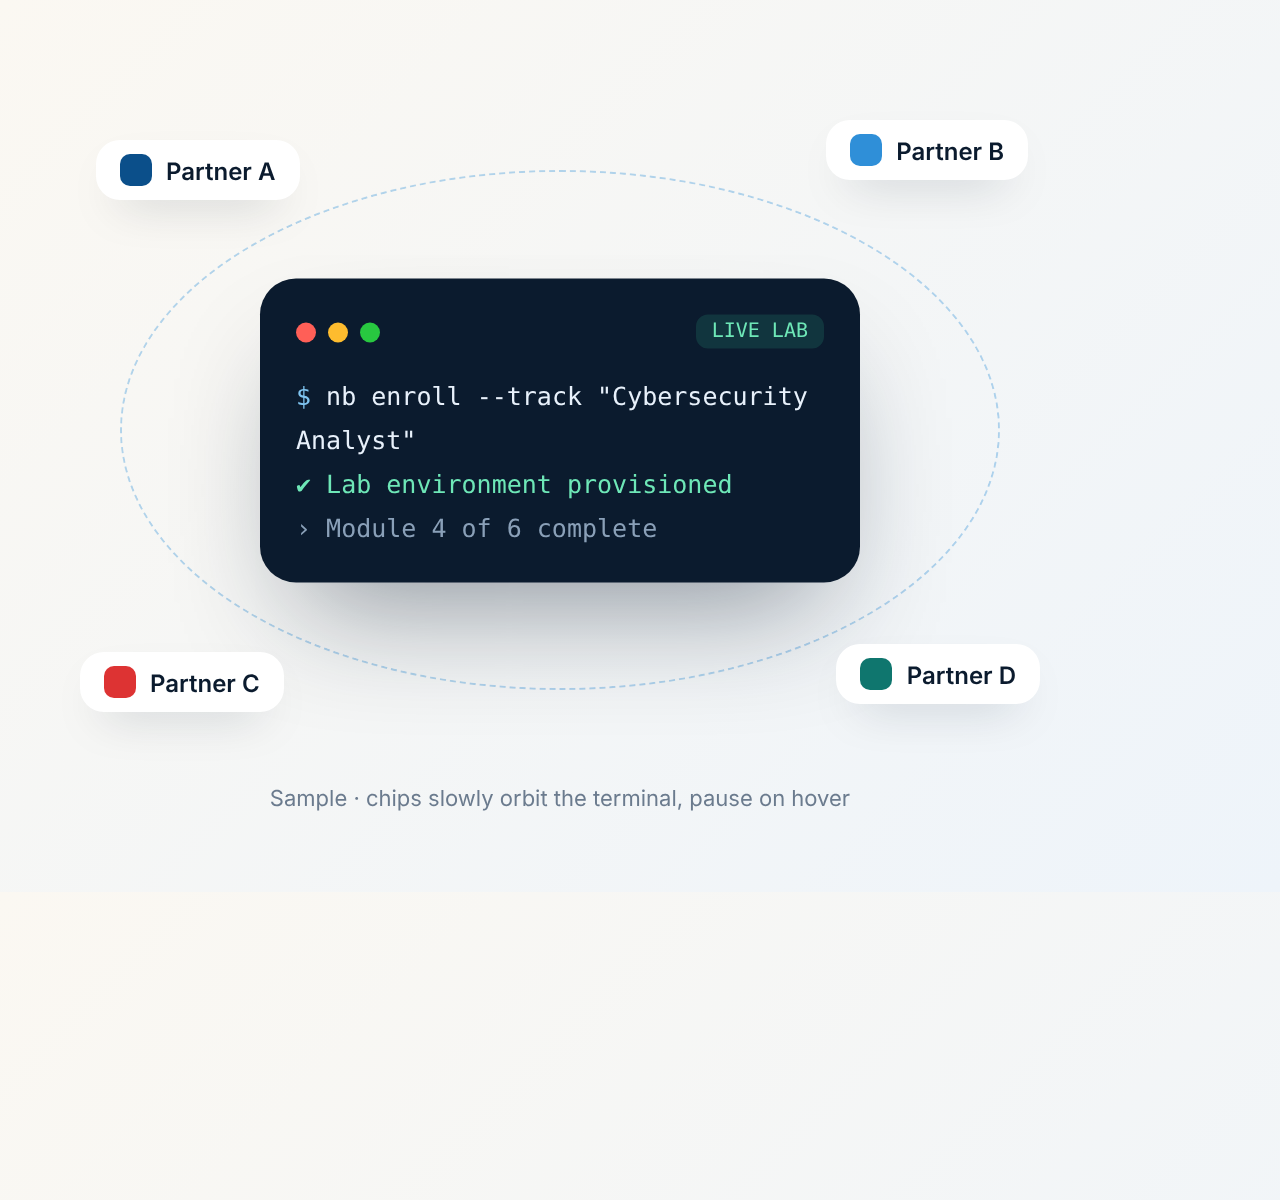 Partner A
Partner B
LIVE LAB
$ nb enroll --track "Cybersecurity
Analyst"
✔ Lab environment provisioned
› Module 4 of 6 complete
Partner C
Partner D
Sample · chips slowly orbit the terminal, pause on hover